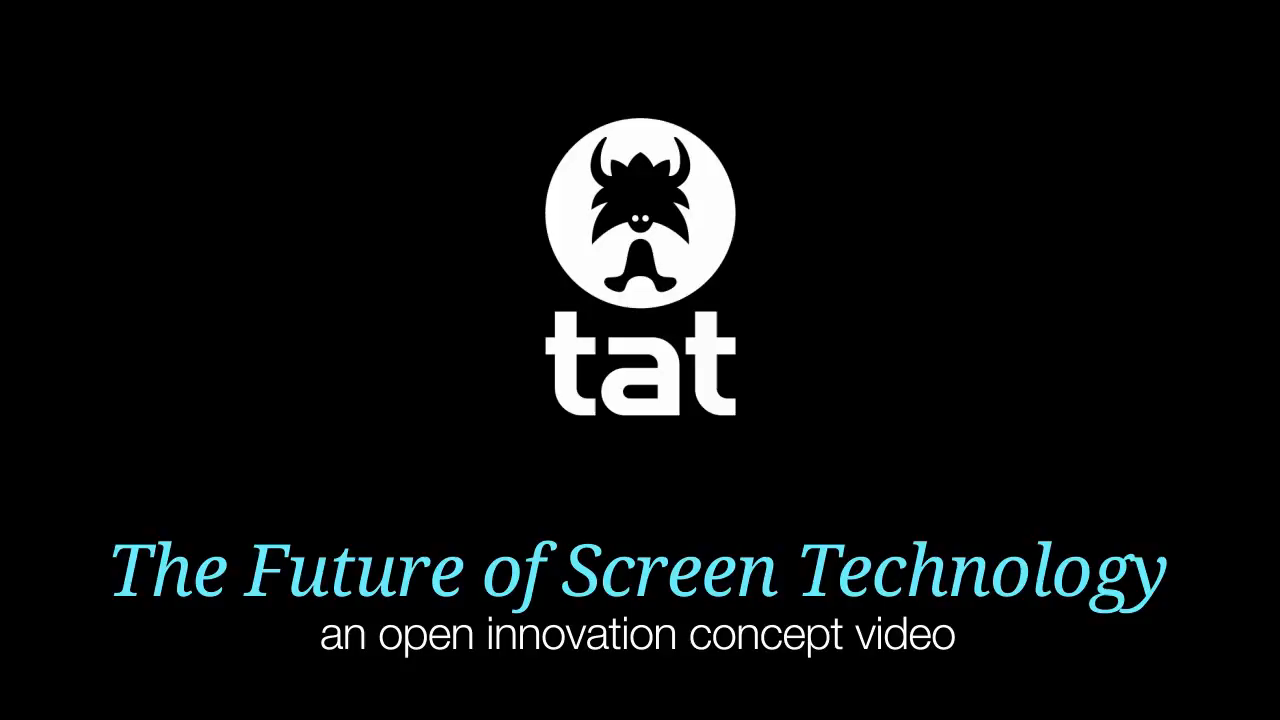 tat
The Future of Screen Technology
an open innovation concept video